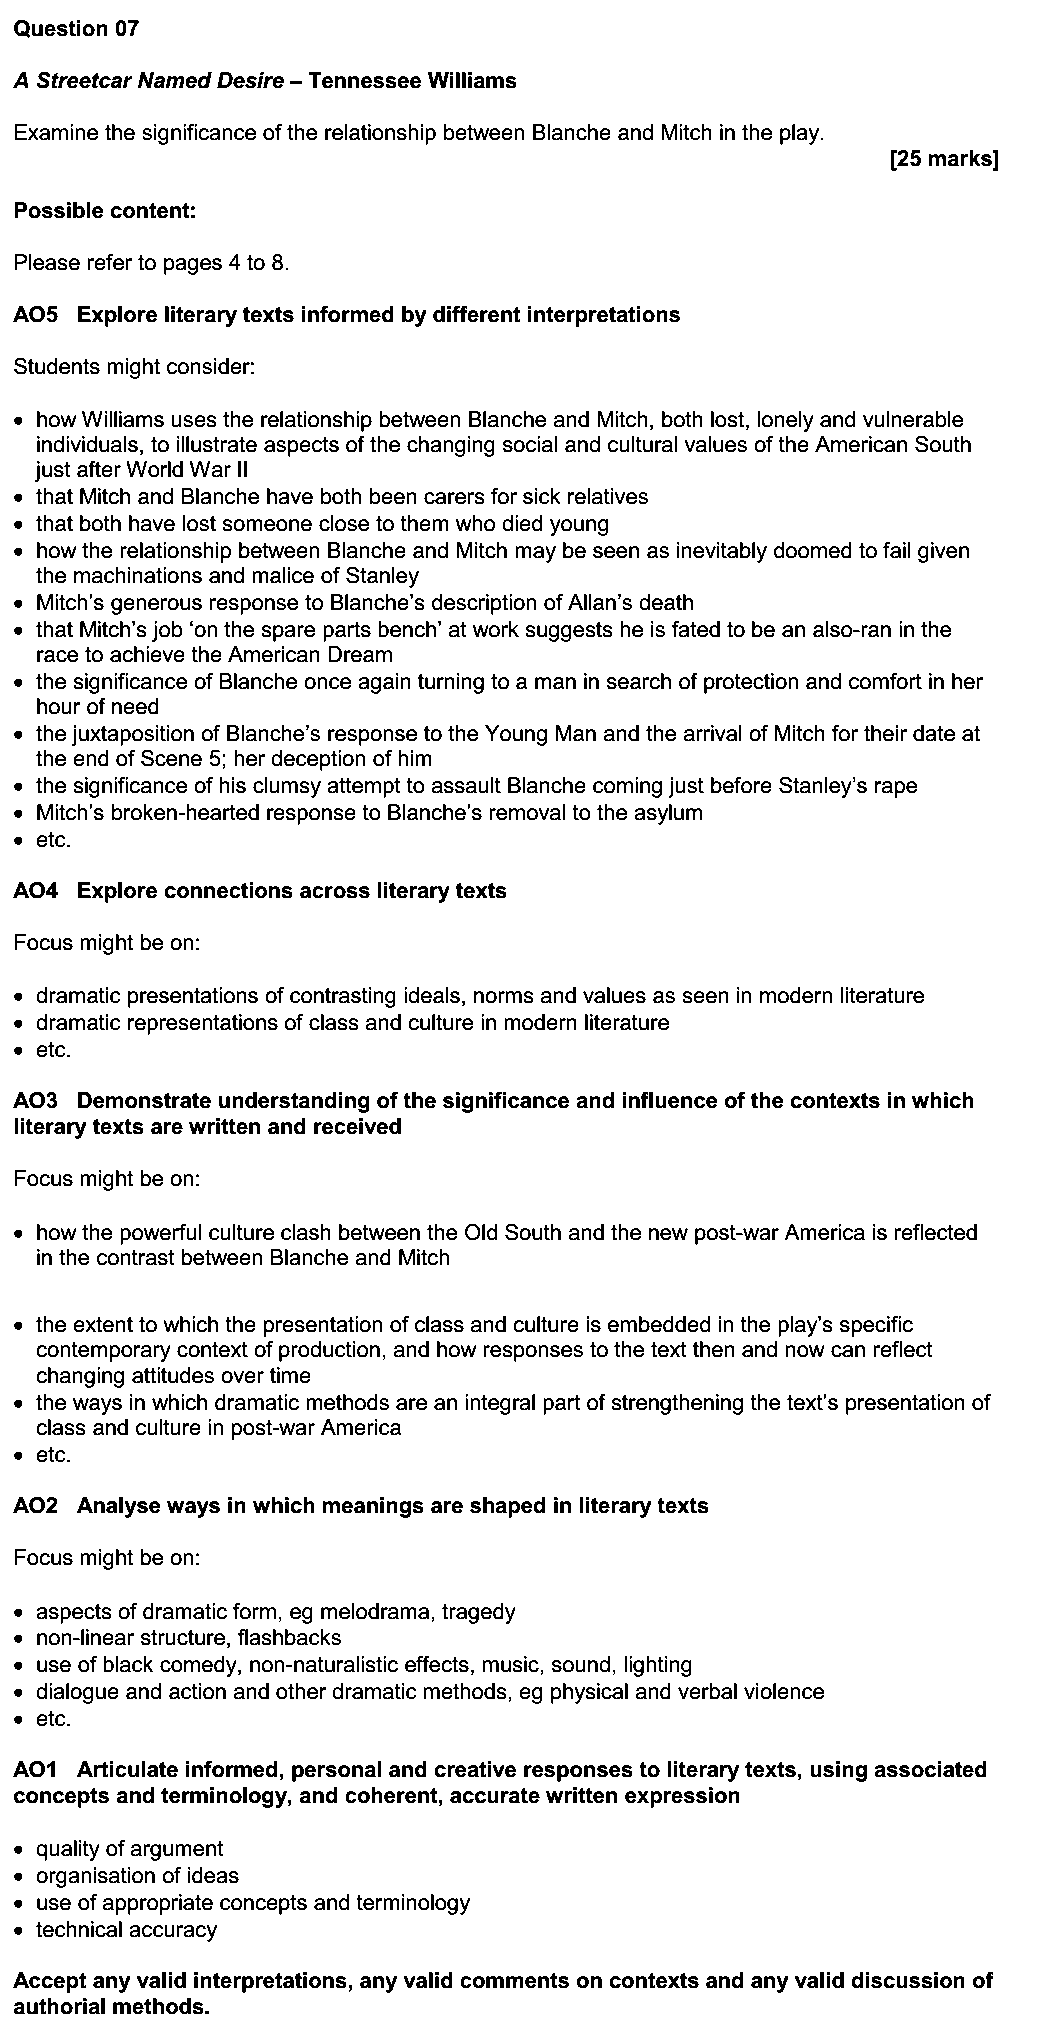 Question 07
A Streetcar Named Desire – Tennessee Williams
Examine the significance of the relationship between Blanche and Mitch in the play.
[25 marks]
Possible content:
Please refer to pages 4 to 8.
AO5 Explore literary texts informed by different interpretations
Students might consider:
• how Williams uses the relationship between Blanche and Mitch, both lost, lonely and vulnerable
individuals, to illustrate aspects of the changing social and cultural values of the American South
just after World War II
• that Mitch and Blanche have both been carers for sick relatives
• that both have lost someone close to them who died young
• how the relationship between Blanche and Mitch may be seen as inevitably doomed to fail given
the machinations and malice of Stanley
• Mitch's generous response to Blanche's description of Allan's death
• that Mitch's job 'on the spare parts bench' at work suggests he is fated to be an also-ran in the
race to achieve the American Dream
• the significance of Blanche once again turning to a man in search of protection and comfort in her
hour of need
• the juxtaposition of Blanche's response to the Young Man and the arrival of Mitch for their date at
the end of Scene 5; her deception of him
• the significance of his clumsy attempt to assault Blanche coming just before Stanley's rape
• Mitch's broken-hearted response to Blanche's removal to the asylum
• etc.
AO4 Explore connections across literary texts
Focus might be on:
• dramatic presentations of contrasting ideals, norms and values as seen in modern literature
• dramatic representations of class and culture in modern literature
• etc.
AO3 Demonstrate understanding of the significance and influence of the contexts in which
literary texts are written and received
Focus might be on:
• how the powerful culture clash between the Old South and the new post-war America is reflected
in the contrast between Blanche and Mitch
• the extent to which the presentation of class and culture is embedded in the play's specific
contemporary context of production, and how responses to the text then and now can reflect
changing attitudes over time
• the ways in which dramatic methods are an integral part of strengthening the text's presentation of
class and culture in post-war America
• etc.
AO2 Analyse ways in which meanings are shaped in literary texts
Focus might be on:
• aspects of dramatic form, eg melodrama, tragedy
• non-linear structure, flashbacks
• use of black comedy, non-naturalistic effects, music, sound, lighting
• dialogue and action and other dramatic methods, eg physical and verbal violence
• etc.
AO1 Articulate informed, personal and creative responses to literary texts, using associated
concepts and terminology, and coherent, accurate written expression
• quality of argument
• organisation of ideas
• use of appropriate concepts and terminology
• technical accuracy
Accept any valid interpretations, any valid comments on contexts and any valid discussion of
authorial methods.